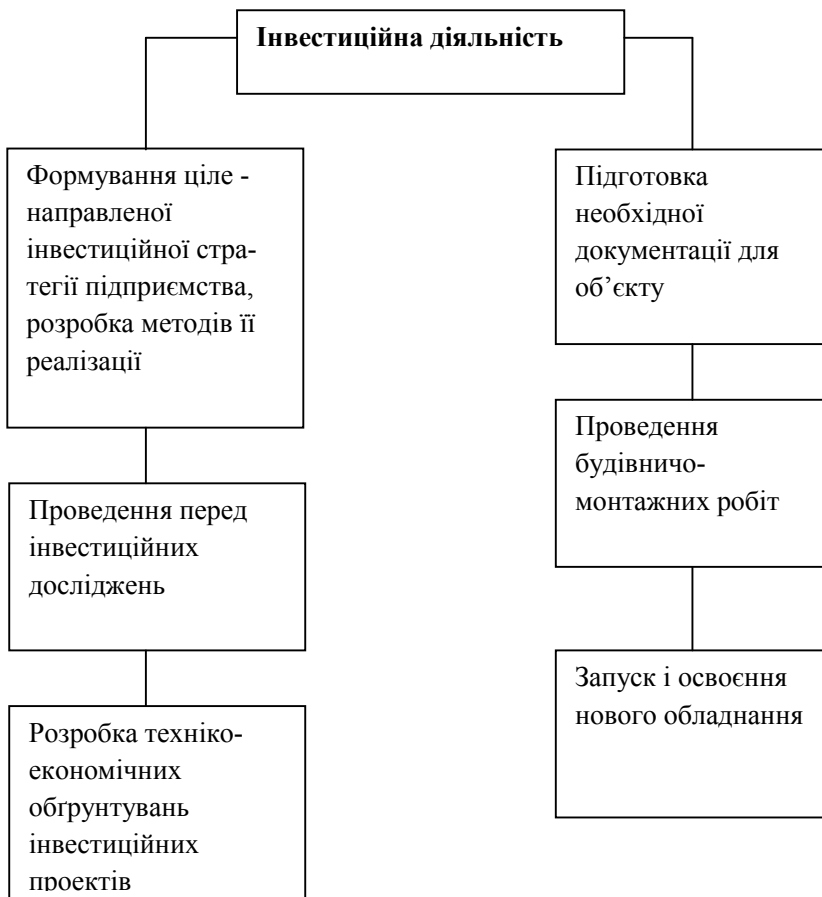 Інвестиційна діяльність
Формування ціле -
направленої
інвестиційної стра-
тегії підприємства,
розробка методів її
реалізації
Проведення перед
інвестиційних
досліджень
Розробка техніко-
економічних
обґрунтувань
інвестиційних
проектів
Підготовка
необхідної
документації для
об’єкту
Проведення
будівничо-
монтажних робіт
Запуск і освоєння
нового обладнання